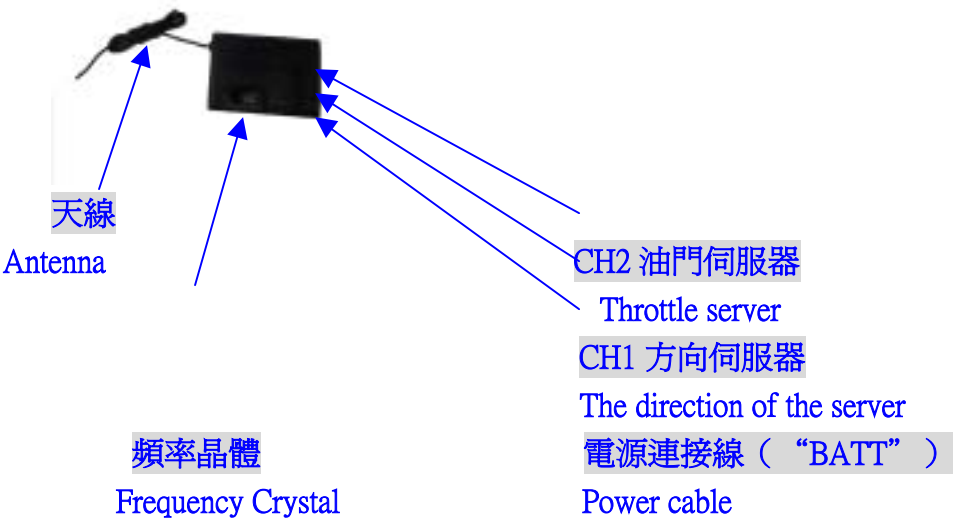 天線
Antenna
CH2 油門伺服器
Throttle server
CH1 方向伺服器
The direction of the server
頻率晶體
Frequency Crystal
電源連接線（“BATT”）
Power cable